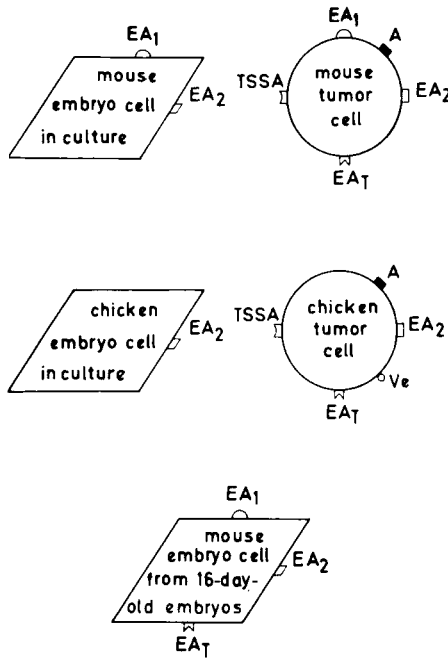 EA1
mouse
embryo cell
in culture
EA2
EA1
A
TSSA
mouse
tumor
cell
EA2
EAT
chicken
embryo cell
in culture
EA2
A
TSSA
chicken
tumor
cell
EA2
Ve
EAT
EA1
mouse
embryo cell
from 16-day-
old embryos
EA2
EAT